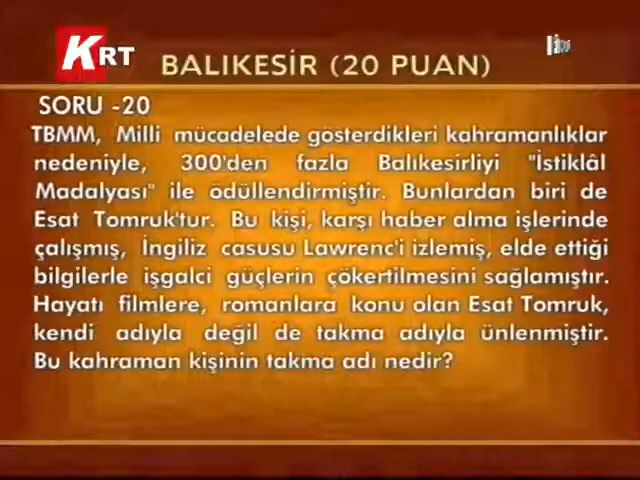 KRT
BALIKESİR (20 PUAN)
SORU -20
TBMM, Milli mücadelede gösterdikleri kahramanlıklar
nedeniyle, 300'den fazla Balıkesirliyi "İstiklâl
Madalyası" ile ödüllendirmiştir. Bunlardan biri de
Esat Tomruk'tur. Bu kişi, karşı haber alma işlerinde
çalışmış, İngiliz casusu Lawrenc'i izlemiş, elde ettiği
bilgilerle işgalci güçlerin çökertilmesini sağlamıştır.
Hayatı filmlere, romanlara konu olan Esat Tomruk,
kendi adıyla değil de takma adıyla ünlenmiştir.
Bu kahraman kişinin takma adı nedir?